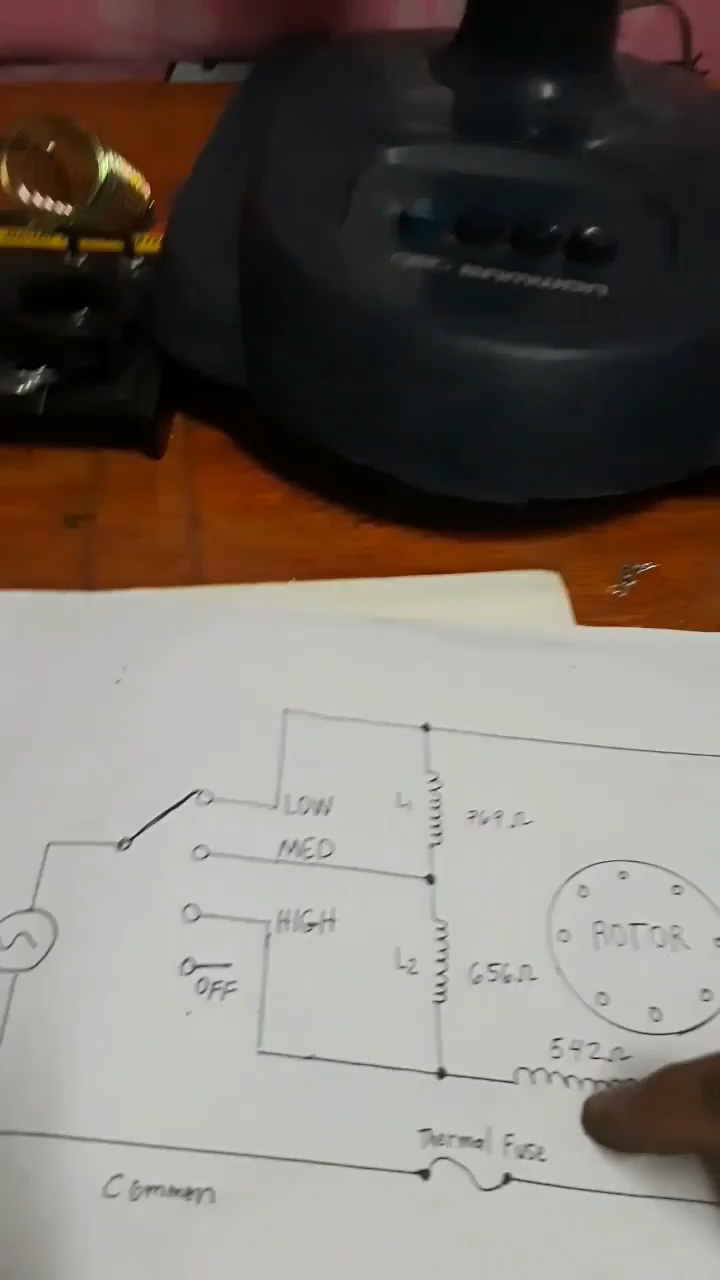 LOW
L1 769Ω
MED
HIGH
L2 656Ω
ROTOR
OFF
542Ω
Thermal Fuse
Common